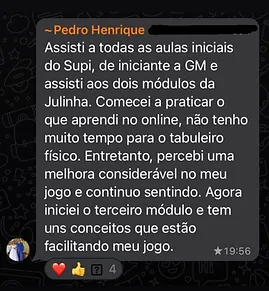 ~Pedro Henrique
Assisti a todas as aulas iniciais
do Supi, de iniciante a GM e
assisti aos dois módulos da
Julinha. Comecei a praticar o
que aprendi no online, não tenho
muito tempo para o tabuleiro
físico. Entretanto, percebi uma
melhora considerável no meu
jogo e continuo sentindo. Agora
iniciei o terceiro módulo e tem
uns conceitos que estão
facilitando meu jogo.
★19:56
❤️👍 4